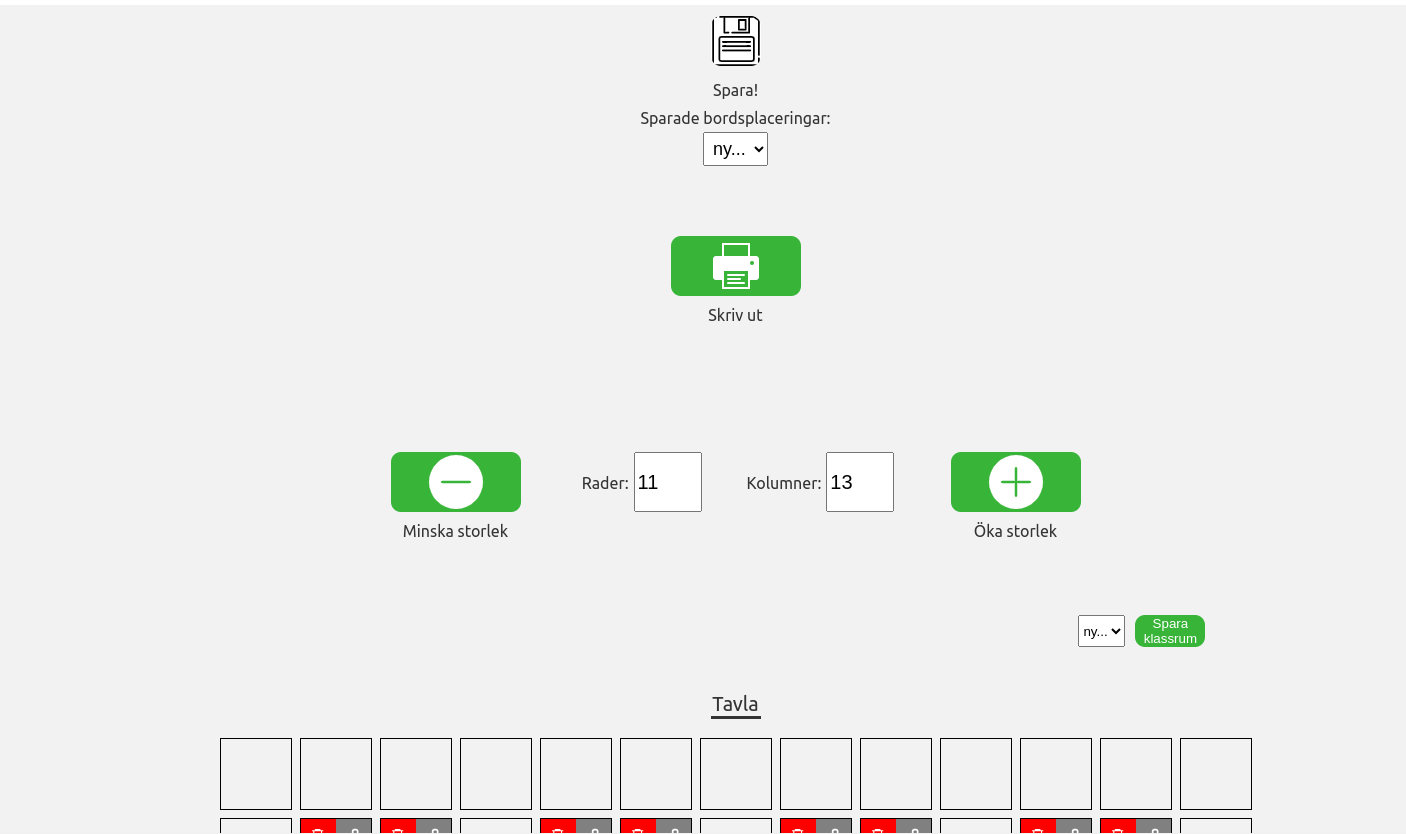 Spara!
Sparade bordsplaceringar:
ny...
Skriv ut
Rader: 11 Kolumner: 13
Minska storlek Öka storlek
ny... Spara
klassrum
Tavla